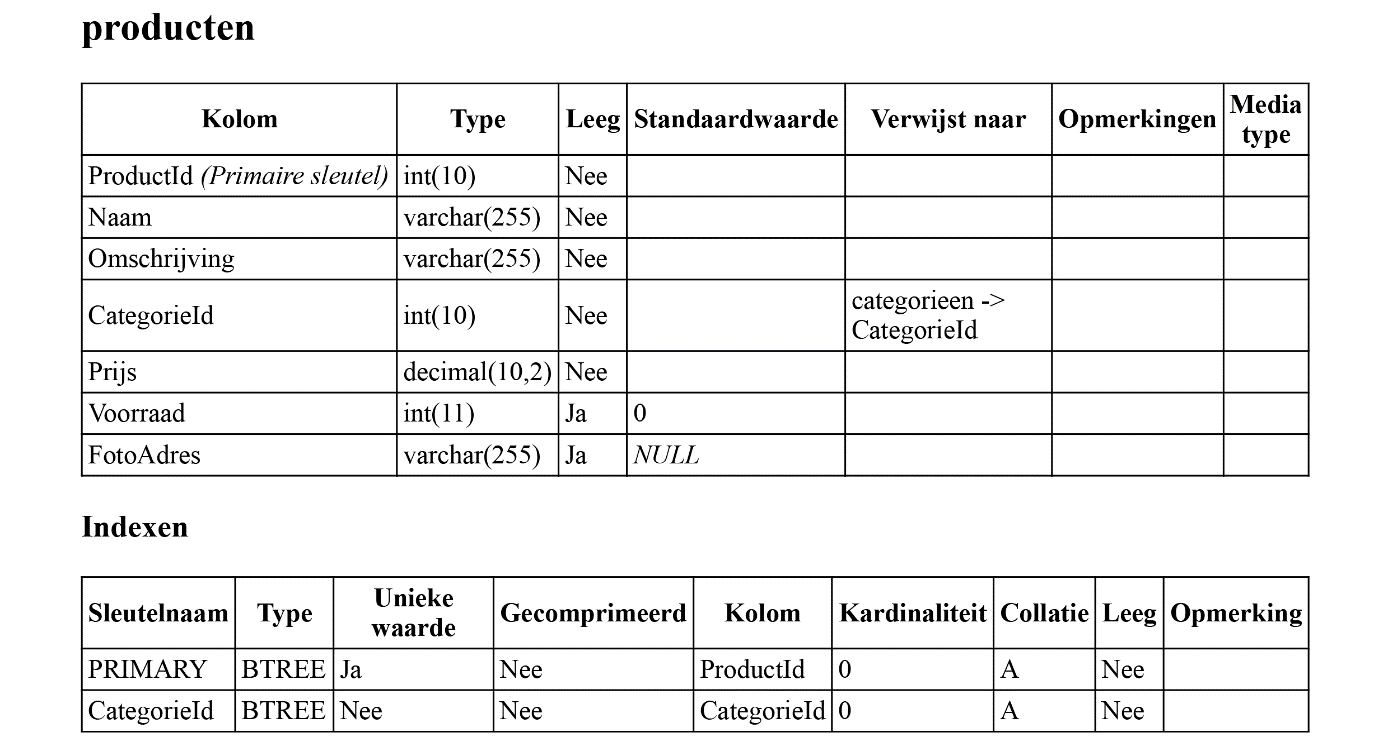 producten
Kolom Type Leeg Standaardwaarde Verwijst naar Opmerkingen Media type
ProductId (Primaire sleutel) int(10) Nee
Naam varchar(255) Nee
Omschrijving varchar(255) Nee
CategorieId int(10) Nee categorieen -> CategorieId
Prijs decimal(10,2) Nee
Voorraad int(11) Ja 0
FotoAdres varchar(255) Ja NULL
Indexen
Sleutelnaam Type Unieke waarde Gecomprimeerd Kolom Kardinaliteit Collatie Leeg Opmerking
PRIMARY BTREE Ja Nee ProductId 0 A Nee
CategorieId BTREE Nee Nee CategorieId 0 A Nee